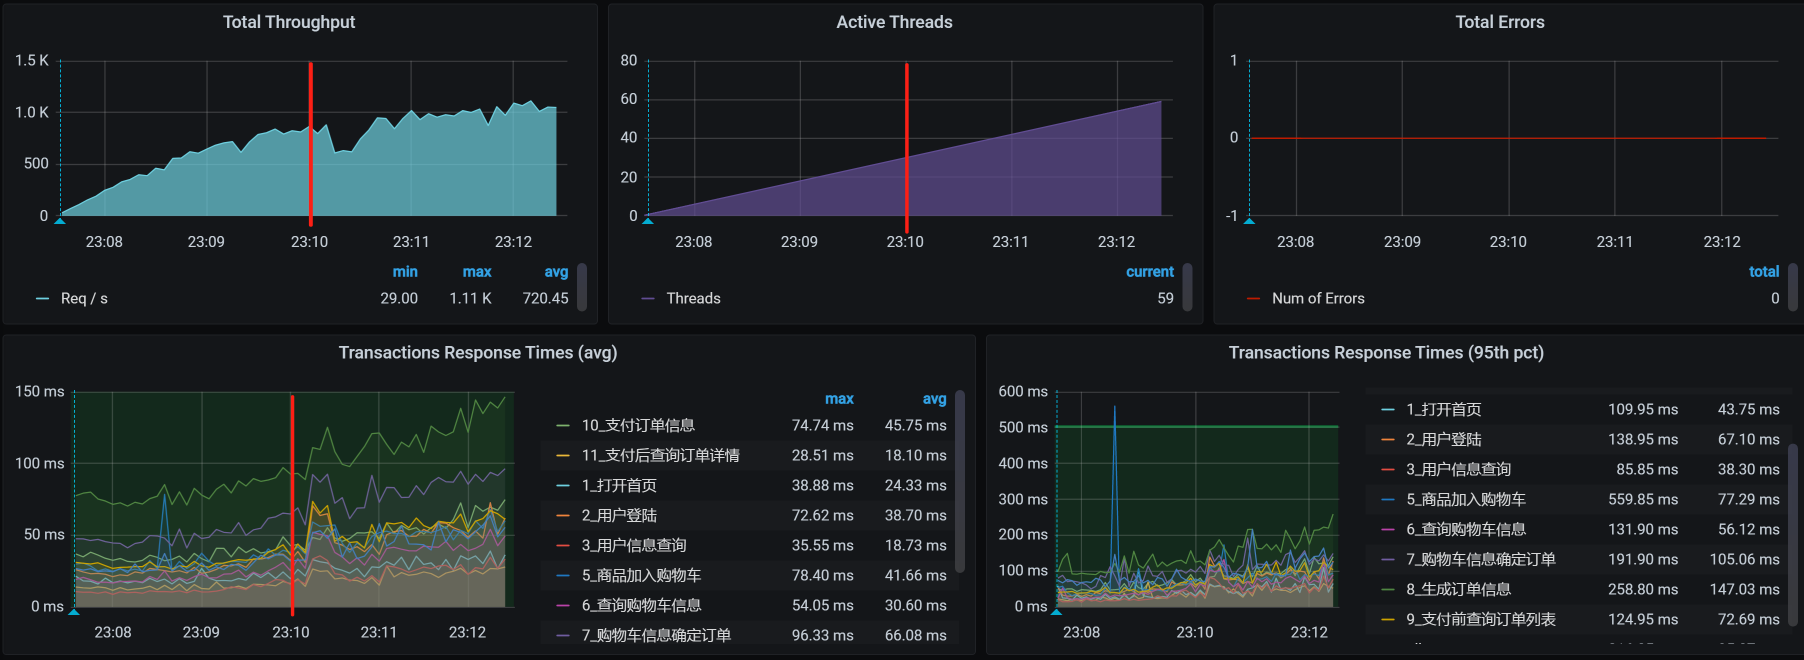 Total Throughput
1.5 K
1.0 K
500
0
23:08 23:09 23:10 23:11 23:12
min max avg
Req / s 29.00 1.11 K 720.45
Active Threads
80
60
40
20
0
23:08 23:09 23:10 23:11 23:12
current
Threads 59
Total Errors
1
0
-1
23:08 23:09 23:10 23:11 23:12
total
Num of Errors 0
Transactions Response Times (avg)
150 ms
100 ms
50 ms
0 ms
23:08 23:09 23:10 23:11 23:12
max avg
10_支付订单信息 74.74 ms 45.75 ms
11_支付后查询订单详情 28.51 ms 18.10 ms
1_打开首页 38.88 ms 24.33 ms
2_用户登陆 72.62 ms 38.70 ms
3_用户信息查询 35.55 ms 18.73 ms
5_商品加入购物车 78.40 ms 41.66 ms
6_查询购物车信息 54.05 ms 30.60 ms
7_购物车信息确定订单 96.33 ms 66.08 ms
Transactions Response Times (95th pct)
600 ms
500 ms
400 ms
300 ms
200 ms
100 ms
0 ms
23:08 23:10 23:12
1_打开首页 109.95 ms 43.75 ms
2_用户登陆 138.95 ms 67.10 ms
3_用户信息查询 85.85 ms 38.30 ms
5_商品加入购物车 559.85 ms 77.29 ms
6_查询购物车信息 131.90 ms 56.12 ms
7_购物车信息确定订单 191.90 ms 105.06 ms
8_生成订单信息 258.80 ms 147.03 ms
9_支付前查询订单列表 124.95 ms 72.69 ms